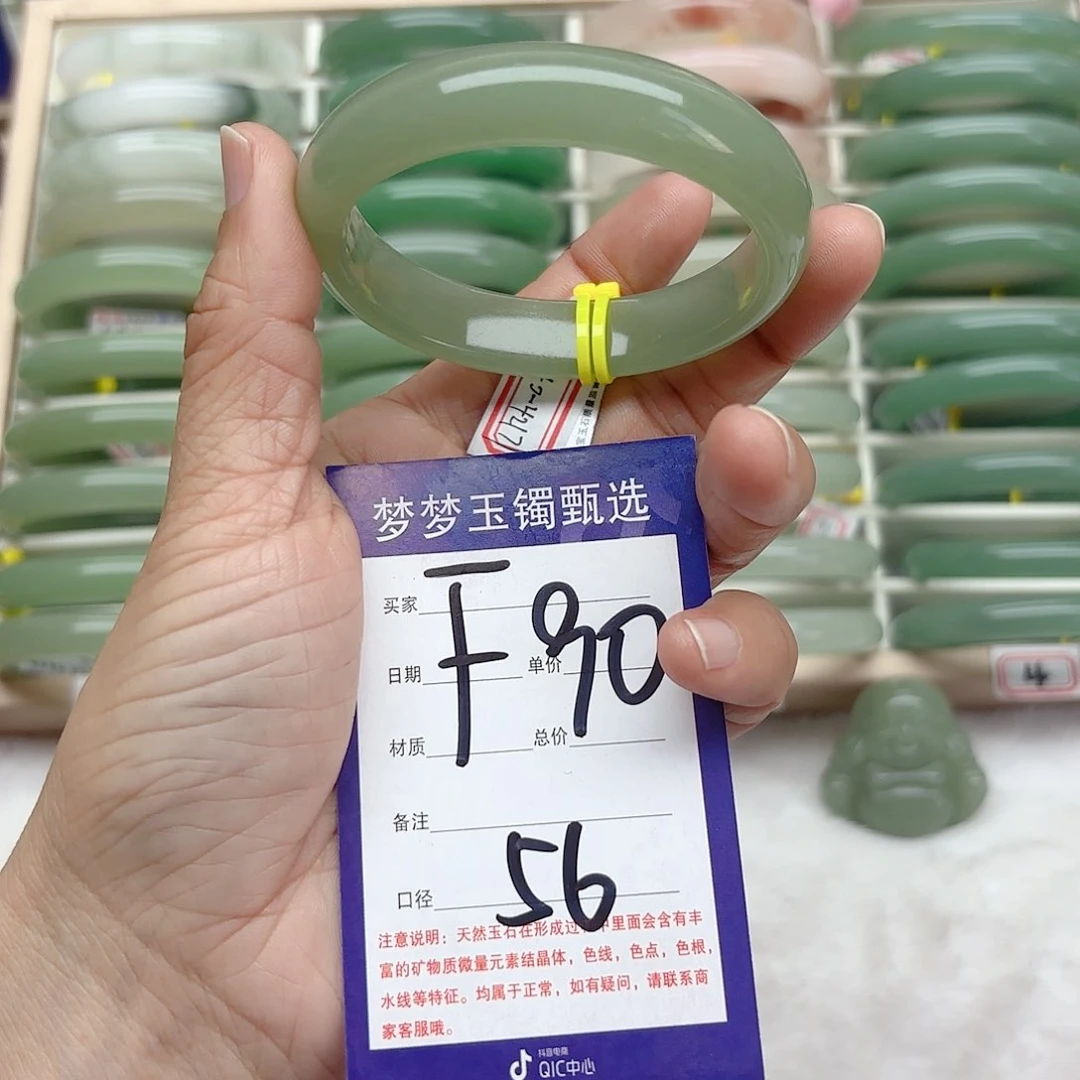 梦梦玉镯甄选
买家
F 90
日期 单价
材质 总价
备注
口径 56
注意说明：天然玉石在形成过 中里面会含有丰
富的矿物质微量元素结晶体，色线，色点，色根，
水线等特征。均属于正常，如有疑问，请联系商
家客服哦。
抖音电商
QIC中心
4